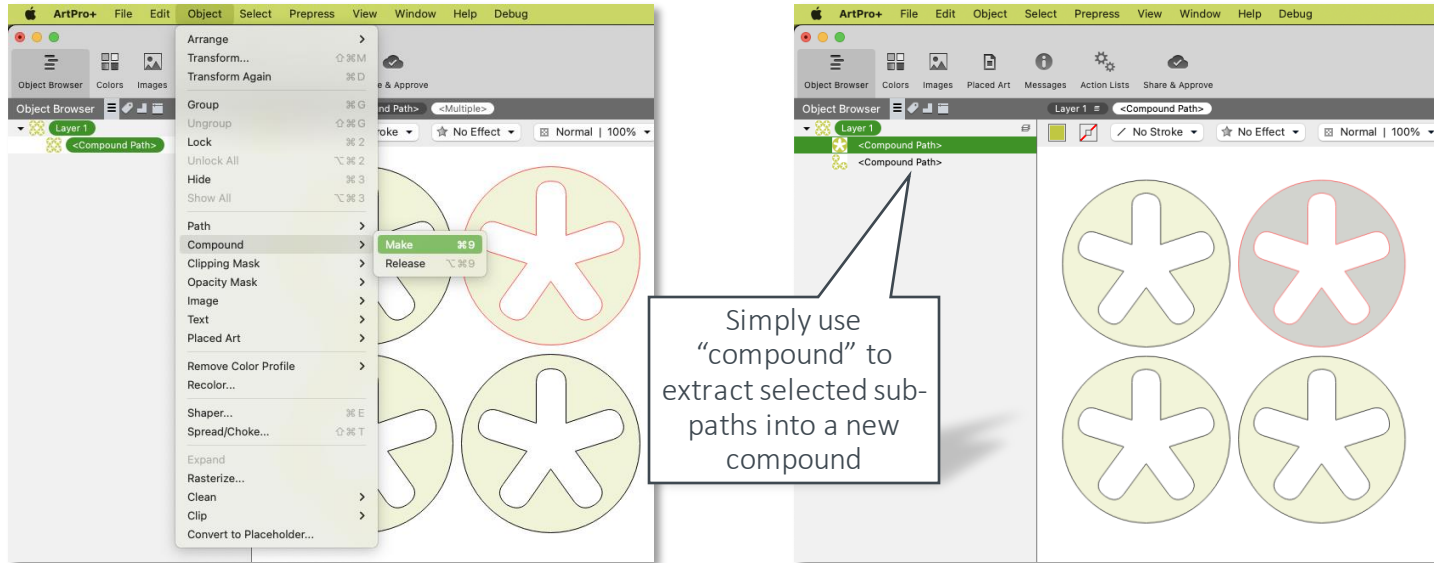 ArtPro+ File Edit Object Select Prepress View Window Help Debug
Object Browser Colors Images e & Approve
Object Browser nd Path> <Multiple>
Layer 1
<Compound Path>
oke No Effect Normal | 100%
Arrange
Transform... ⇧⌘M
Transform Again ⌘D
Group ⌘G
Ungroup ⇧⌘G
Lock ⌘2
Unlock All ⌥⌘2
Hide ⌘3
Show All ⌥⌘3
Path
Compound
Clipping Mask
Opacity Mask
Image
Text
Placed Art
Remove Color Profile
Recolor...
Shaper... ⌘E
Spread/Choke... ⇧⌘T
Expand
Rasterize...
Clean
Clip
Convert to Placeholder...
Make ⌘9
Release ⌥⌘9
Simply use
“compound” to
extract selected sub-
paths into a new
compound
ArtPro+ File Edit Object Select Prepress View Window Help Debug
Object Browser Colors Images Placed Art Messages Action Lists Share & Approve
Object Browser Layer 1 <Compound Path>
Layer 1 No Stroke No Effect Normal | 100%
<Compound Path>
<Compound Path>